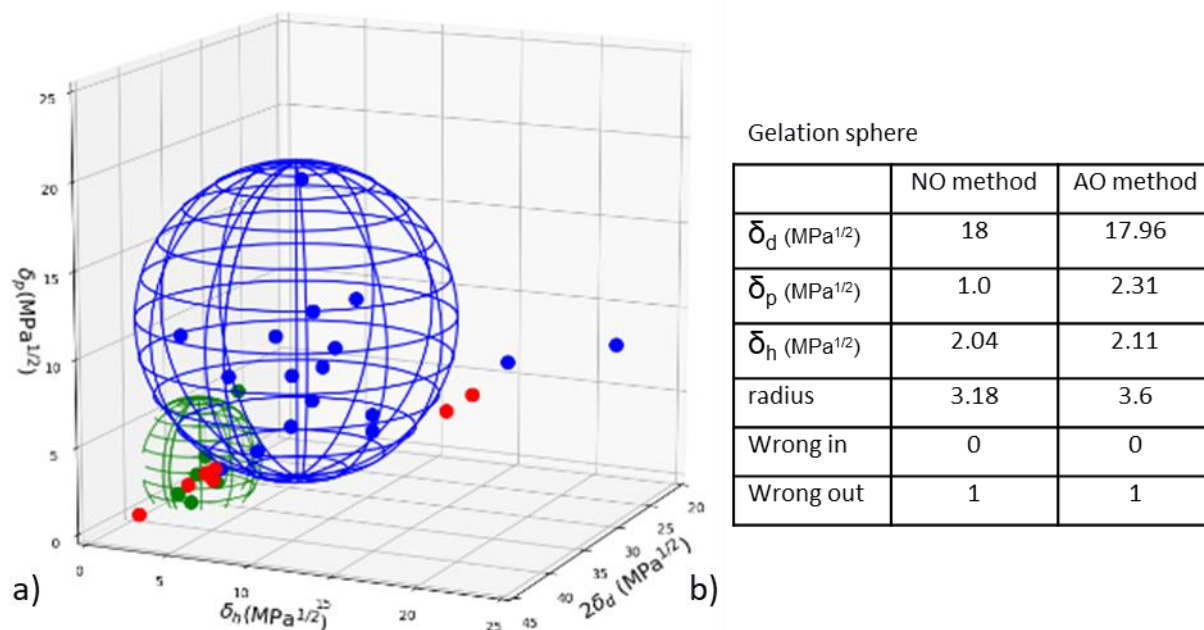 25
20
15
10
5
0
δp(MPa1/2)
0
5
10
15
20
25
δh(MPa1/2)
20
25
30
35
40
45
2δd (MPa1/2)
a)
b)
Gelation sphere
NO method AO method
δd (MPa1/2) 18 17.96
δp (MPa1/2) 1.0 2.31
δh (MPa1/2) 2.04 2.11
radius 3.18 3.6
Wrong in 0 0
Wrong out 1 1